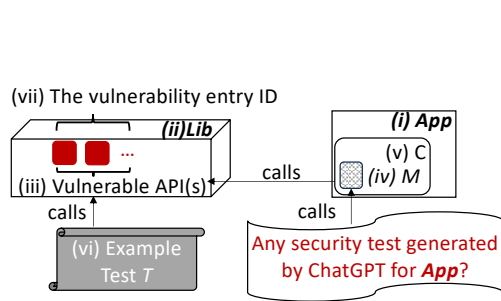 (vii) The vulnerability entry ID
(ii)Lib
(i) App
...
(v) C
(iv) M
(iii) Vulnerable API(s)
calls
calls
calls
(vi) Example
Test T
Any security test generated
by ChatGPT for App?